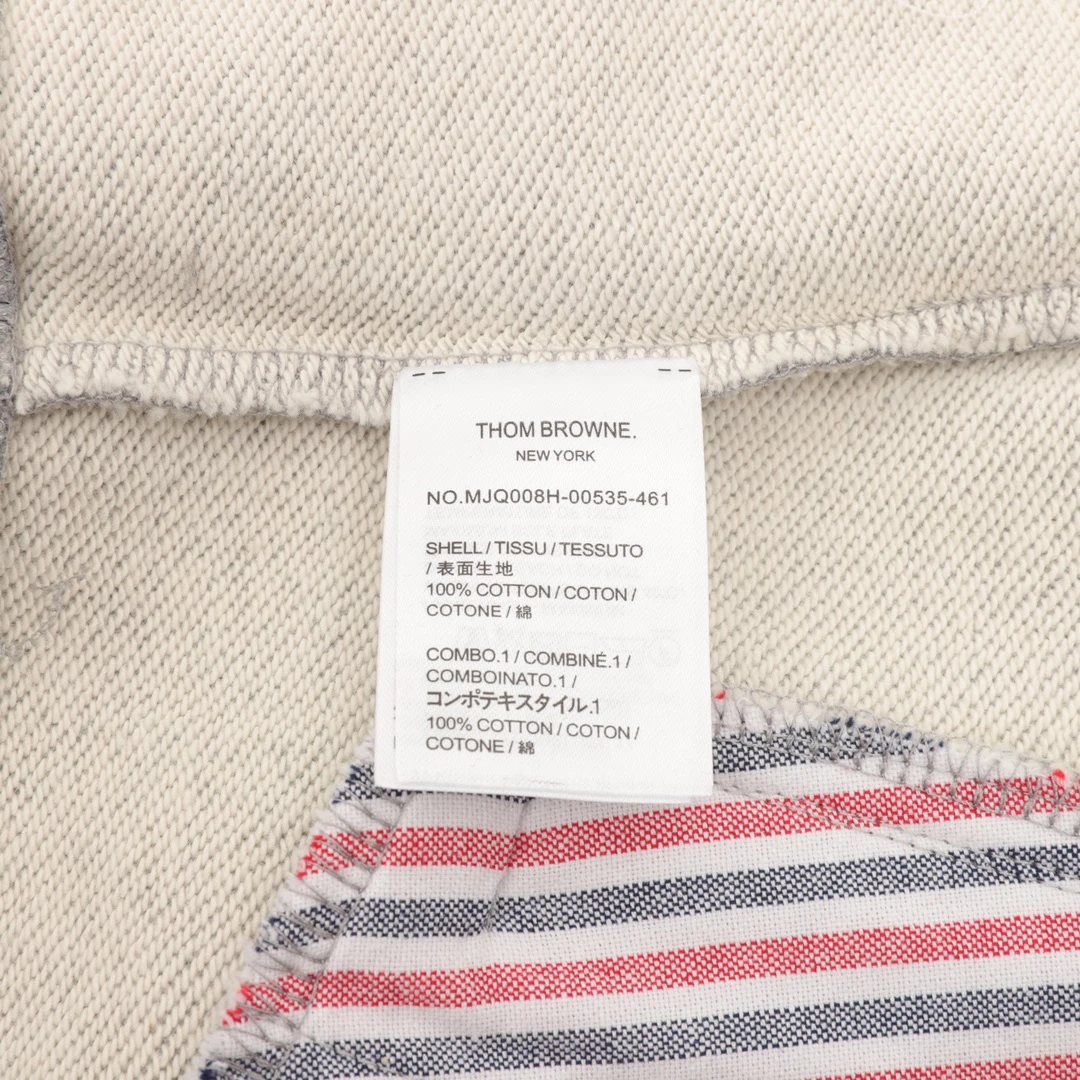 THOM BROWNE.
NEW YORK
NO.MJQ008H-00535-461
SHELL / TISSU / TESSUTO
/ 表面生地
100% COTTON / COTON /
COTONE / 綿
COMBO.1 / COMBINÉ.1 /
COMBOINATO.1 /
コンポテキスタイル.1
100% COTTON / COTON /
COTONE / 綿